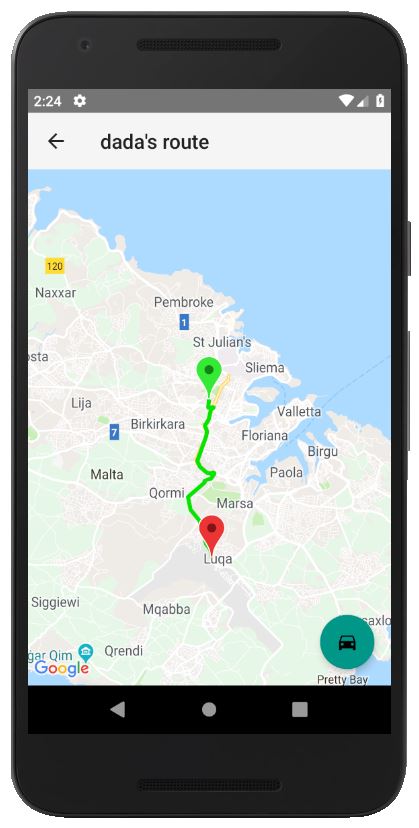 2:24
dada's route
120
Naxxar
Pembroke
1
St Julian's
osta
Sliema
Lija
Valletta
7
Birkirkara
Floriana
Birgu
Malta
Paola
Qormi
Marsa
Luqa
Siggiewi
Mqabba
saxlo
Qrendi
ġar Qim
Google
Pretty Bay